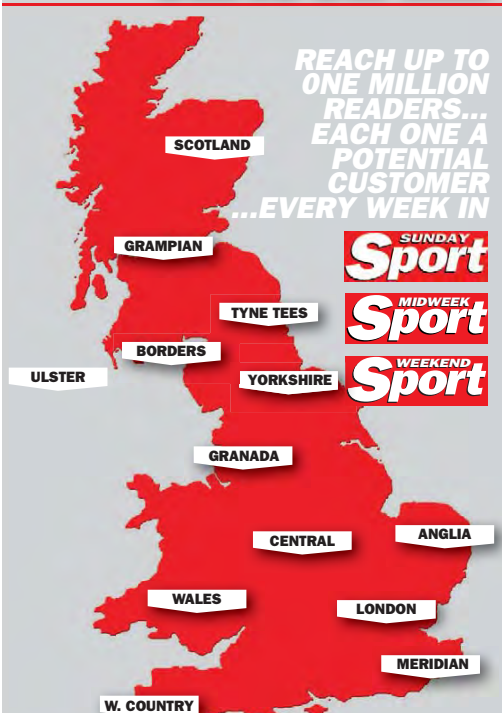 REACH UP TO
ONE MILLION
READERS...
EACH ONE A
POTENTIAL
CUSTOMER
...EVERY WEEK IN
SUNDAY
Sport
MIDWEEK
Sport
WEEKEND
Sport
SCOTLAND
GRAMPIAN
TYNE TEES
BORDERS
ULSTER
YORKSHIRE
GRANADA
CENTRAL
ANGLIA
WALES
LONDON
MERIDIAN
W. COUNTRY